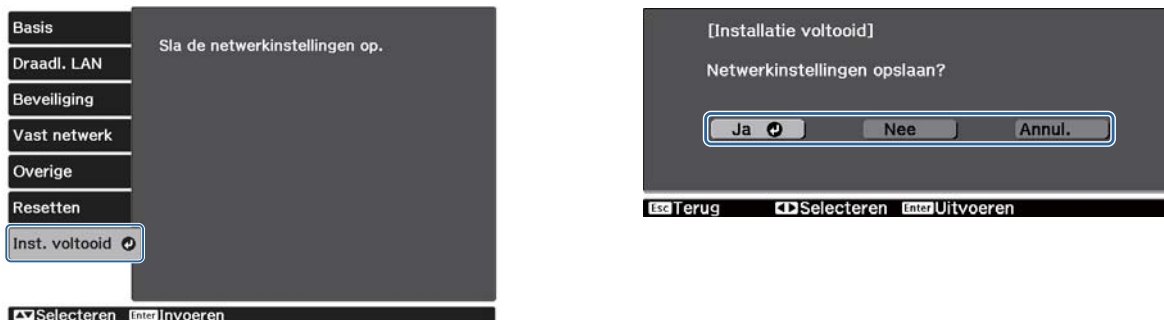 Basis
Draadl. LAN
Beveiliging
Vast netwerk
Overige
Resetten
Inst. voltooid
Sla de netwerkinstellingen op.
Selecteren Enter Invoeren
[Installatie voltooid]
Netwerkinstellingen opslaan?
Ja Nee Annul.
Esc Terug Selecteren Enter Uitvoeren